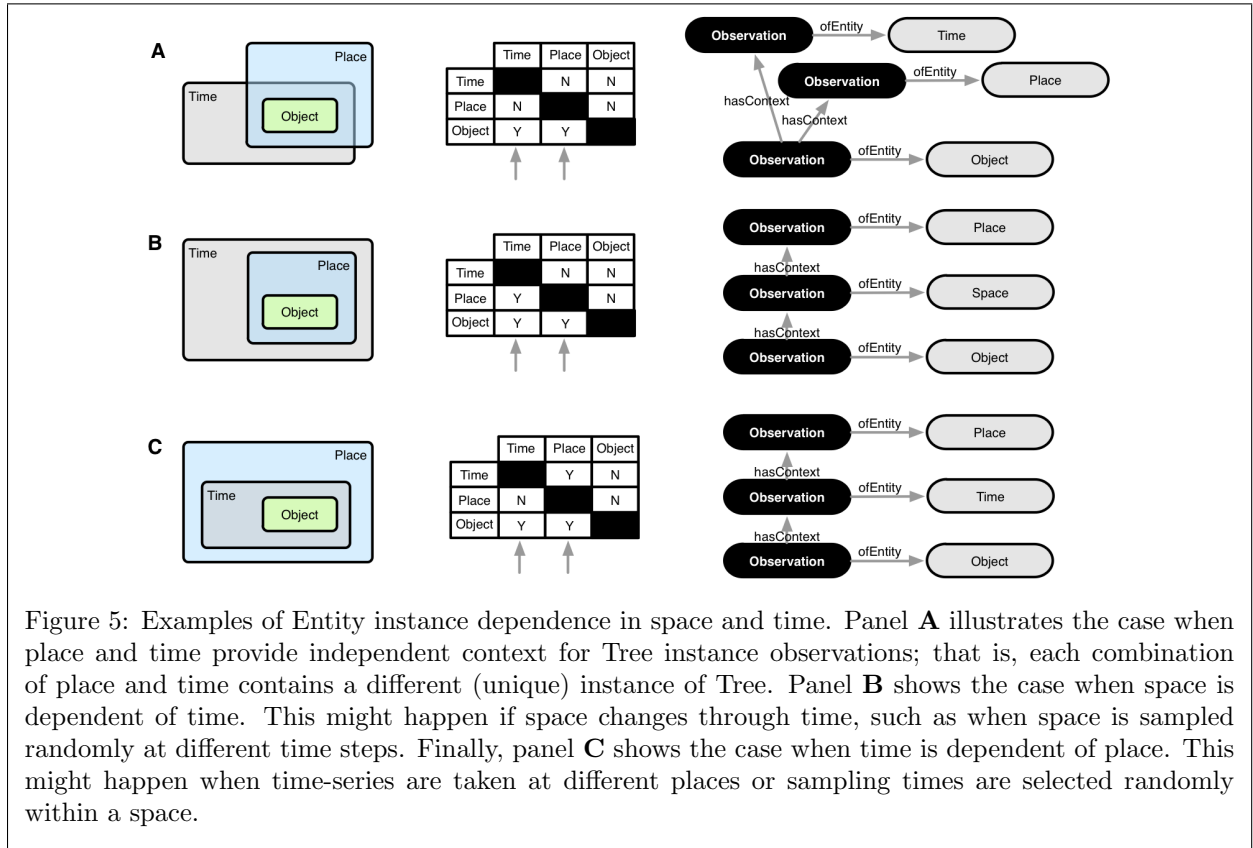 A
Place
Time
Object
Time Place Object
Time N N
Place N N
Object Y Y
Observation ofEntity Time
Observation ofEntity Place
hasContext
hasContext
Observation ofEntity Object
B
Time
Place
Object
Time Place Object
Time N N
Place Y N
Object Y Y
Observation ofEntity Place
hasContext
Observation ofEntity Space
hasContext
Observation ofEntity Object
C
Place
Time
Object
Time Place Object
Time Y N
Place N N
Object Y Y
Observation ofEntity Place
hasContext
Observation ofEntity Time
hasContext
Observation ofEntity Object
Figure 5: Examples of Entity instance dependence in space and time. Panel A illustrates the case when
place and time provide independent context for Tree instance observations; that is, each combination
of place and time contains a different (unique) instance of Tree. Panel B shows the case when space is
dependent of time. This might happen if space changes through time, such as when space is sampled
randomly at different time steps. Finally, panel C shows the case when time is dependent of place. This
might happen when time-series are taken at different places or sampling times are selected randomly
within a space.